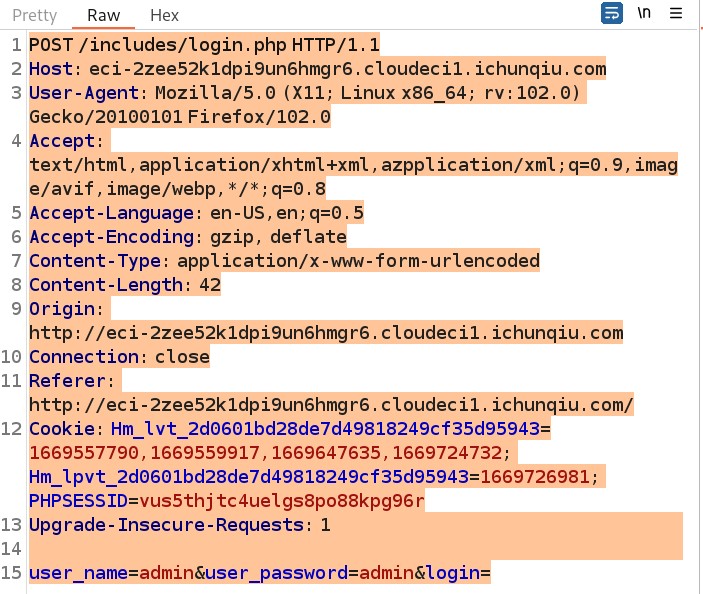 Pretty Raw Hex \n ≡
1 POST /includes/login.php HTTP/1.1
2 Host: eci-2zee52k1dpi9un6hmgr6.cloudeci1.ichunqiu.com
3 User-Agent: Mozilla/5.0 (X11; Linux x86_64; rv:102.0)
Gecko/20100101 Firefox/102.0
4 Accept:
text/html,application/xhtml+xml,azpplication/xml;q=0.9,imag
e/avif,image/webp,*/*;q=0.8
5 Accept-Language: en-US,en;q=0.5
6 Accept-Encoding: gzip, deflate
7 Content-Type: application/x-www-form-urlencoded
8 Content-Length: 42
9 Origin:
http://eci-2zee52k1dpi9un6hmgr6.cloudeci1.ichunqiu.com
10 Connection: close
11 Referer:
http://eci-2zee52k1dpi9un6hmgr6.cloudeci1.ichunqiu.com/
12 Cookie: Hm_lvt_2d0601bd28de7d49818249cf35d95943=
1669557790,1669559917,1669647635,1669724732;
Hm_lpvt_2d0601bd28de7d49818249cf35d95943=1669726981;
PHPSESSID=vus5thjtc4uelgs8po88kpg96r
13 Upgrade-Insecure-Requests: 1
14
15 user_name=admin&user_password=admin&login=